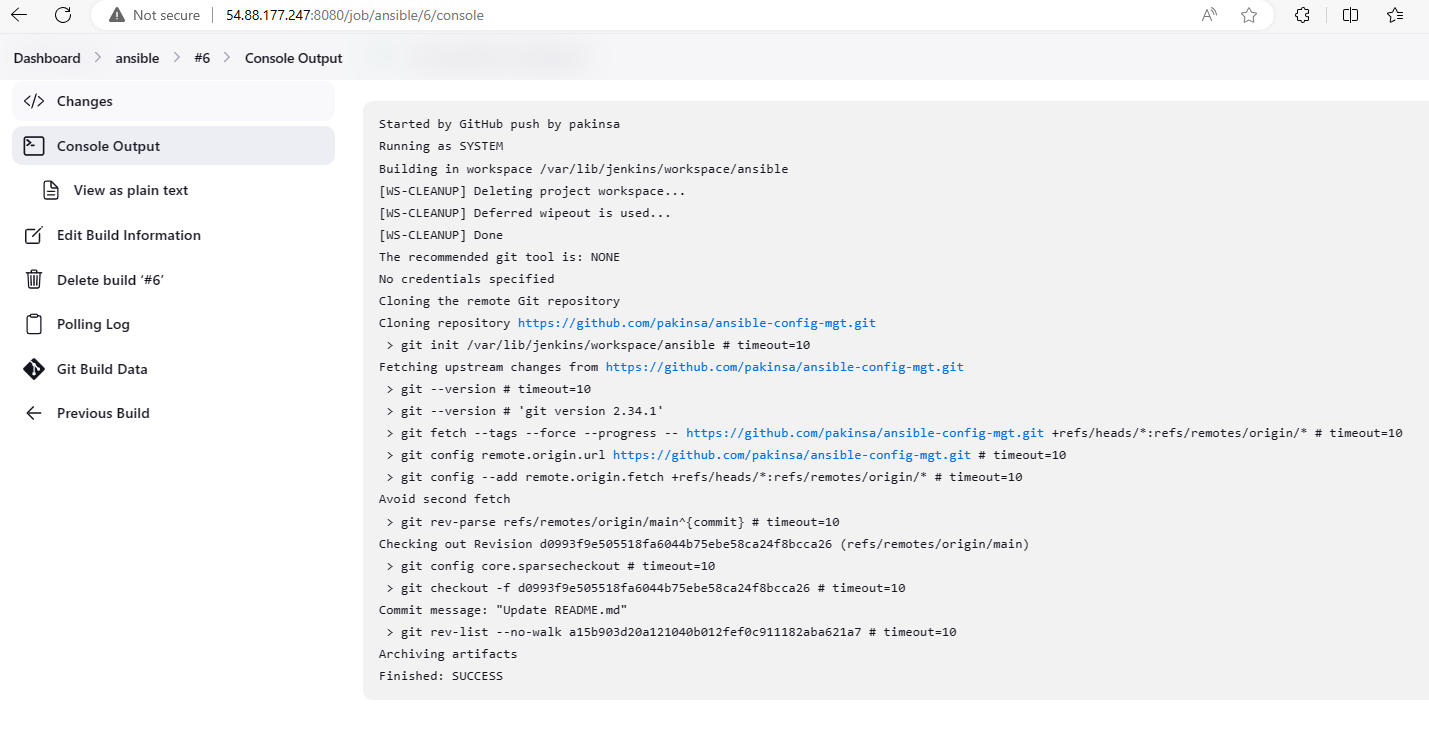 Not secure 54.88.177.247:8080/job/ansible/6/console
Dashboard > ansible > #6 > Console Output
</> Changes
Console Output
View as plain text
Edit Build Information
Delete build ‘#6’
Polling Log
Git Build Data
Previous Build
Started by GitHub push by pakinsa
Running as SYSTEM
Building in workspace /var/lib/jenkins/workspace/ansible
[WS-CLEANUP] Deleting project workspace...
[WS-CLEANUP] Deferred wipeout is used...
[WS-CLEANUP] Done
The recommended git tool is: NONE
No credentials specified
Cloning the remote Git repository
Cloning repository https://github.com/pakinsa/ansible-config-mgt.git
 > git init /var/lib/jenkins/workspace/ansible # timeout=10
Fetching upstream changes from https://github.com/pakinsa/ansible-config-mgt.git
 > git --version # timeout=10
 > git --version # 'git version 2.34.1'
 > git fetch --tags --force --progress -- https://github.com/pakinsa/ansible-config-mgt.git +refs/heads/*:refs/remotes/origin/* # timeout=10
 > git config remote.origin.url https://github.com/pakinsa/ansible-config-mgt.git # timeout=10
 > git config --add remote.origin.fetch +refs/heads/*:refs/remotes/origin/* # timeout=10
Avoid second fetch
 > git rev-parse refs/remotes/origin/main^{commit} # timeout=10
Checking out Revision d0993f9e505518fa6044b75ebe58ca24f8bcca26 (refs/remotes/origin/main)
 > git config core.sparsecheckout # timeout=10
 > git checkout -f d0993f9e505518fa6044b75ebe58ca24f8bcca26 # timeout=10
Commit message: "Update README.md"
 > git rev-list --no-walk a15b903d20a121040b012fef0c911182aba621a7 # timeout=10
Archiving artifacts
Finished: SUCCESS